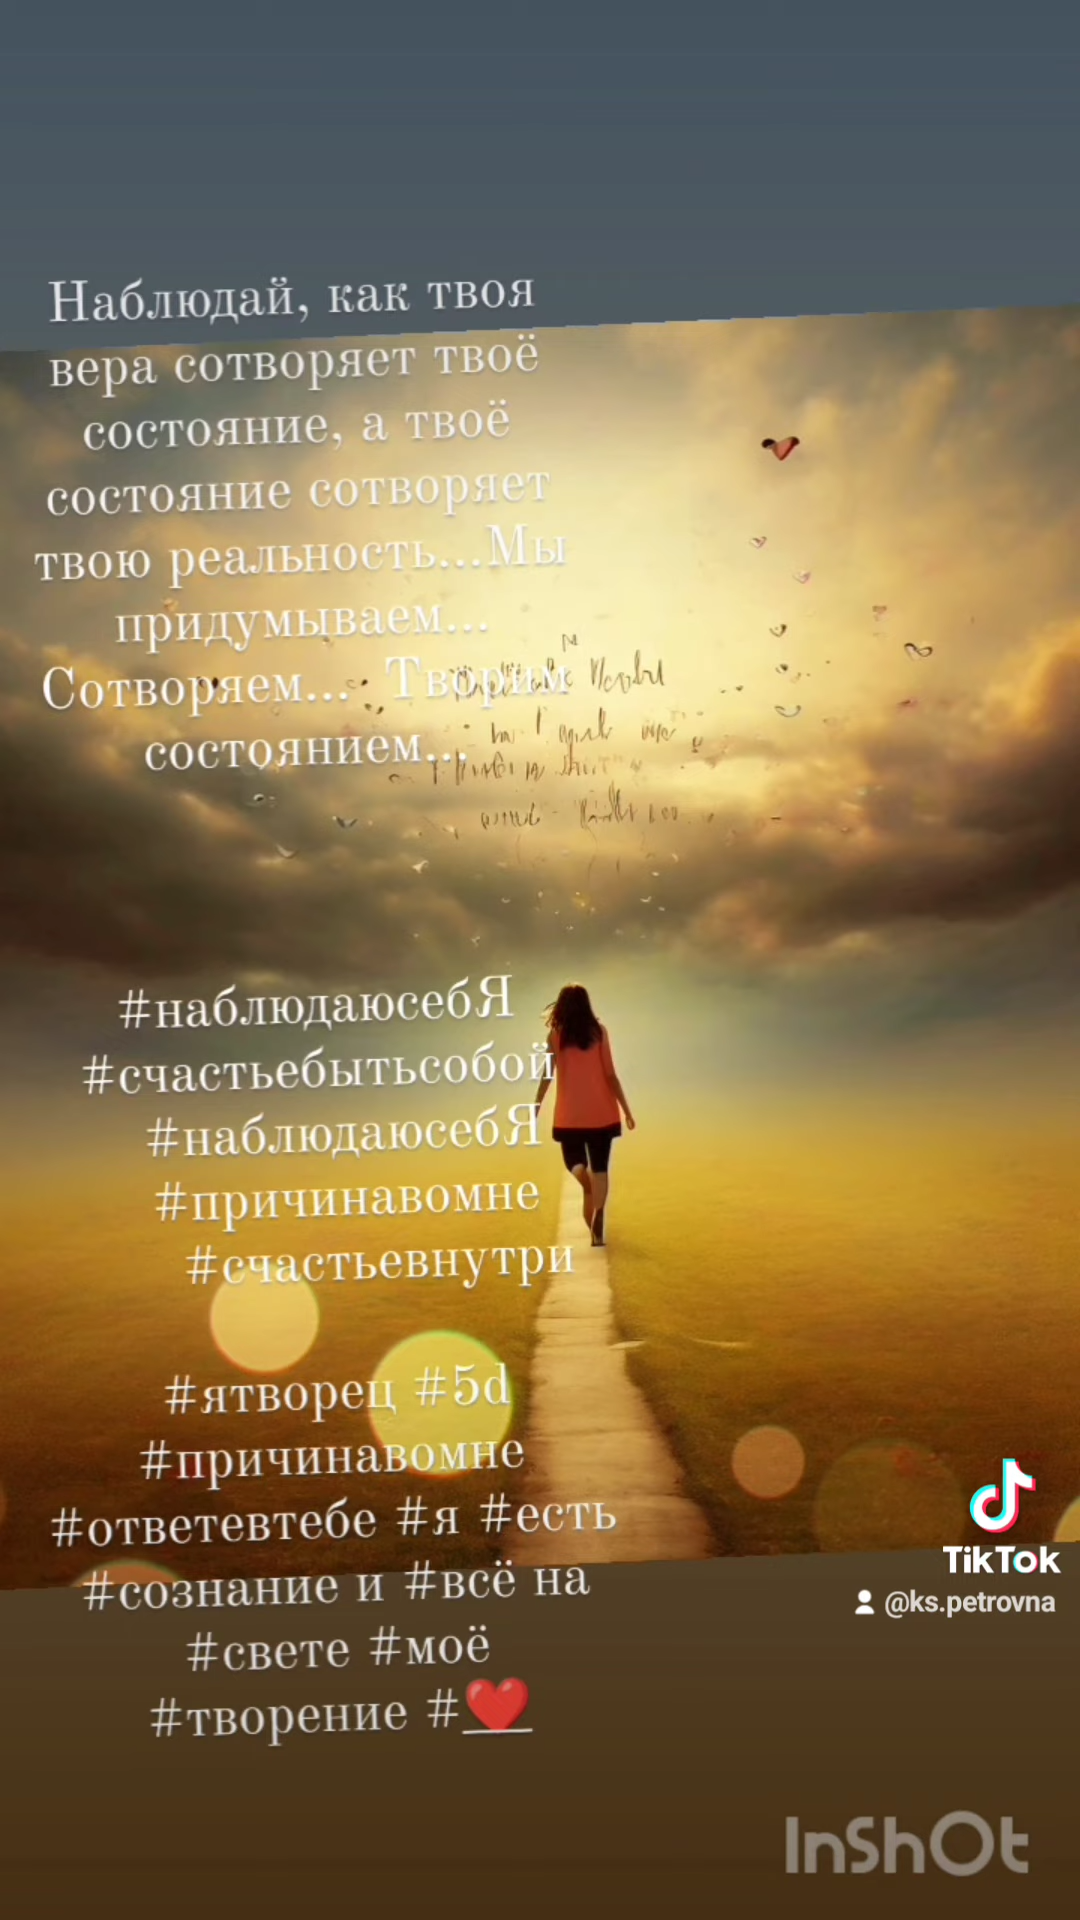 Наблюдай, как твоя
вера сотворяет твоё
состояние, а твоё
состояние сотворяет
твою реальность...Мы
придумываем...
Сотворяем... Творим
состоянием...
#наблюдаюсебЯ
#счастьебытьсобой
#наблюдаюсебЯ
#причинавомне
#счастьевнутри
#ятворец #5d
#причинавомне
#ответевтебе #я #есть
#сознание и #всё на
#свете #моё
#творение #❤️
TikTok
@ks.petrovna
InShOt